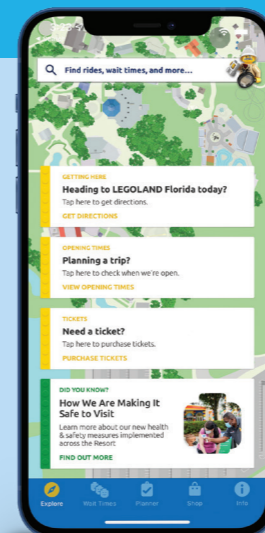 Find rides, wait times, and more...
GETTING HERE
Heading to LEGOLAND Florida today?
Tap here to get directions.
GET DIRECTIONS
OPENING TIMES
Planning a trip?
Tap here to check when we're open.
VIEW OPENING TIMES
TICKETS
Need a ticket?
Tap here to purchase tickets.
PURCHASE TICKETS
DID YOU KNOW?
How We Are Making It
Safe to Visit
Learn more about our new health
& safety measures implemented
across the Resort
FIND OUT MORE
Explore Wait Times Planner Shop Info